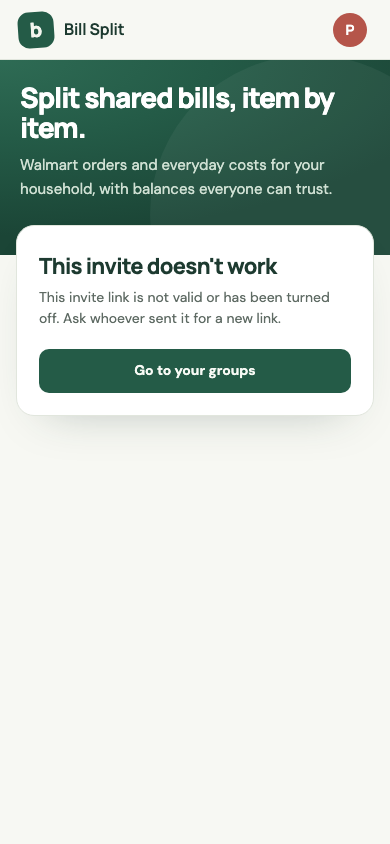 b
Bill Split
P
Split shared bills, item by
item.
Walmart orders and everyday costs for your
household, with balances everyone can trust.
This invite doesn't work
This invite link is not valid or has been turned
off. Ask whoever sent it for a new link.
Go to your groups